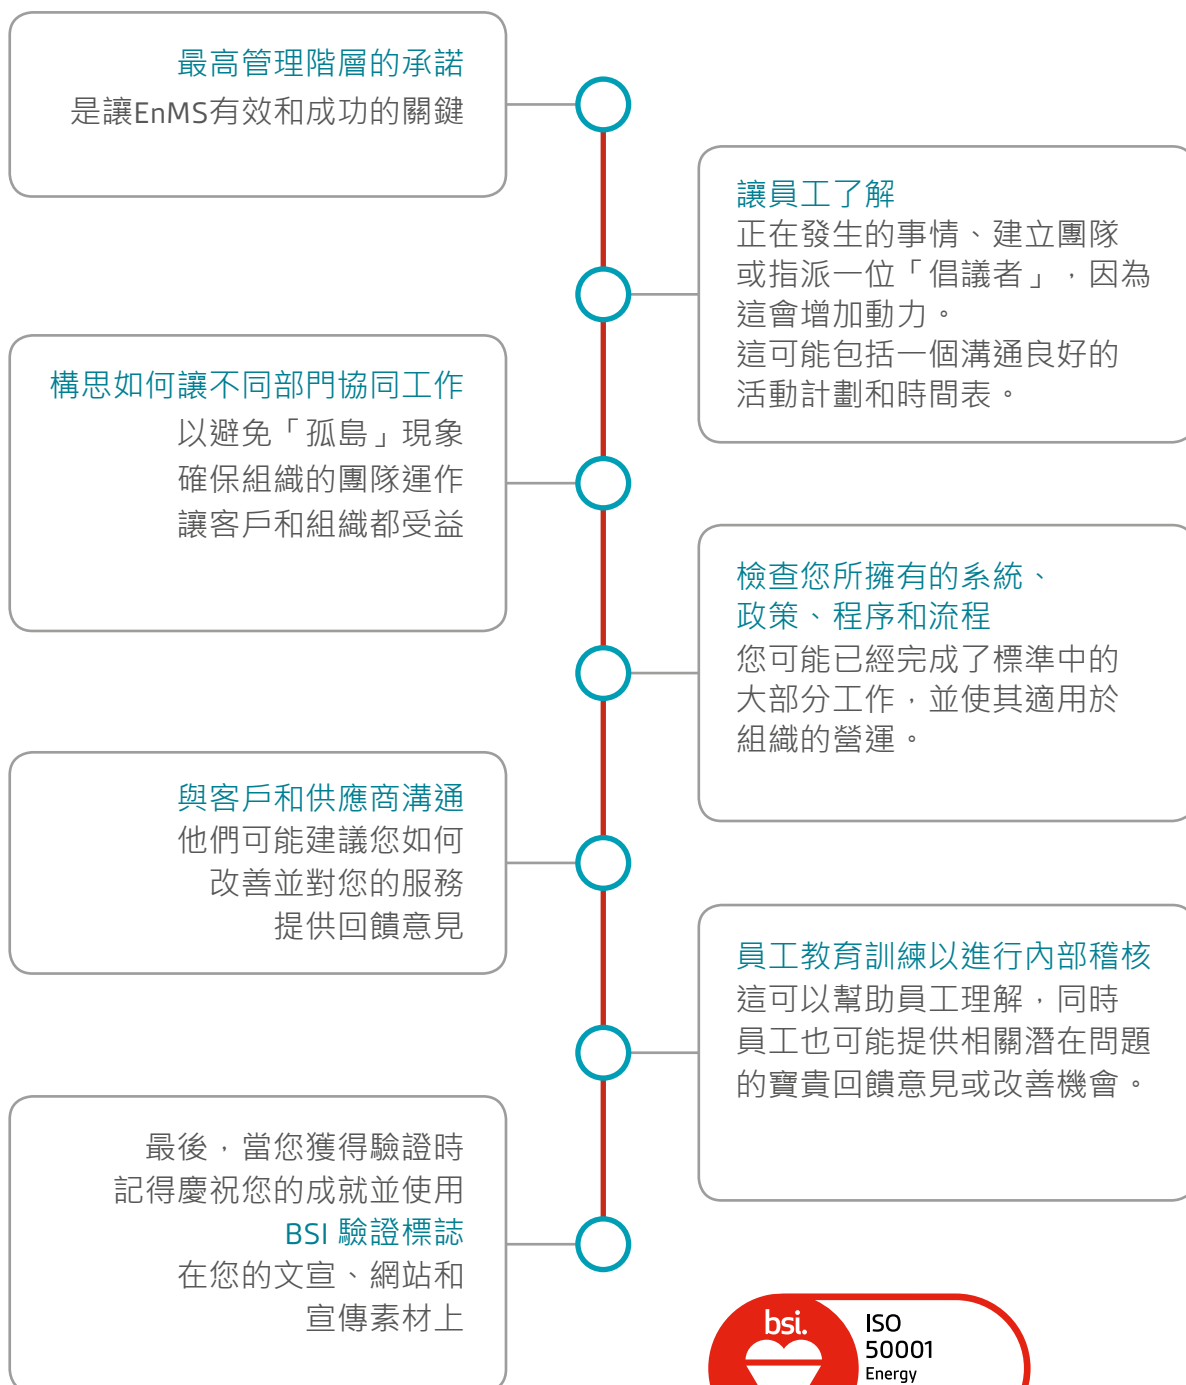 最高管理階層的承諾
是讓EnMS有效和成功的關鍵
讓員工了解
正在發生的事情、建立團隊
或指派一位「倡議者」，因為
這會增加動力。
這可能包括一個溝通良好的
活動計劃和時間表。
構思如何讓不同部門協同工作
以避免「孤島」現象
確保組織的團隊運作
讓客戶和組織都受益
檢查您所擁有的系統、
政策、程序和流程
您可能已經完成了標準中的
大部分工作，並使其適用於
組織的營運。
與客戶和供應商溝通
他們可能建議您如何
改善並對您的服務
提供回饋意見
員工教育訓練以進行內部稽核
這可以幫助員工理解，同時
員工也可能提供相關潛在問題
的寶貴回饋意見或改善機會。
最後，當您獲得驗證時
記得慶祝您的成就並使用
BSI 驗證標誌
在您的文宣、網站和
宣傳素材上
bsi.
ISO
50001
Energy